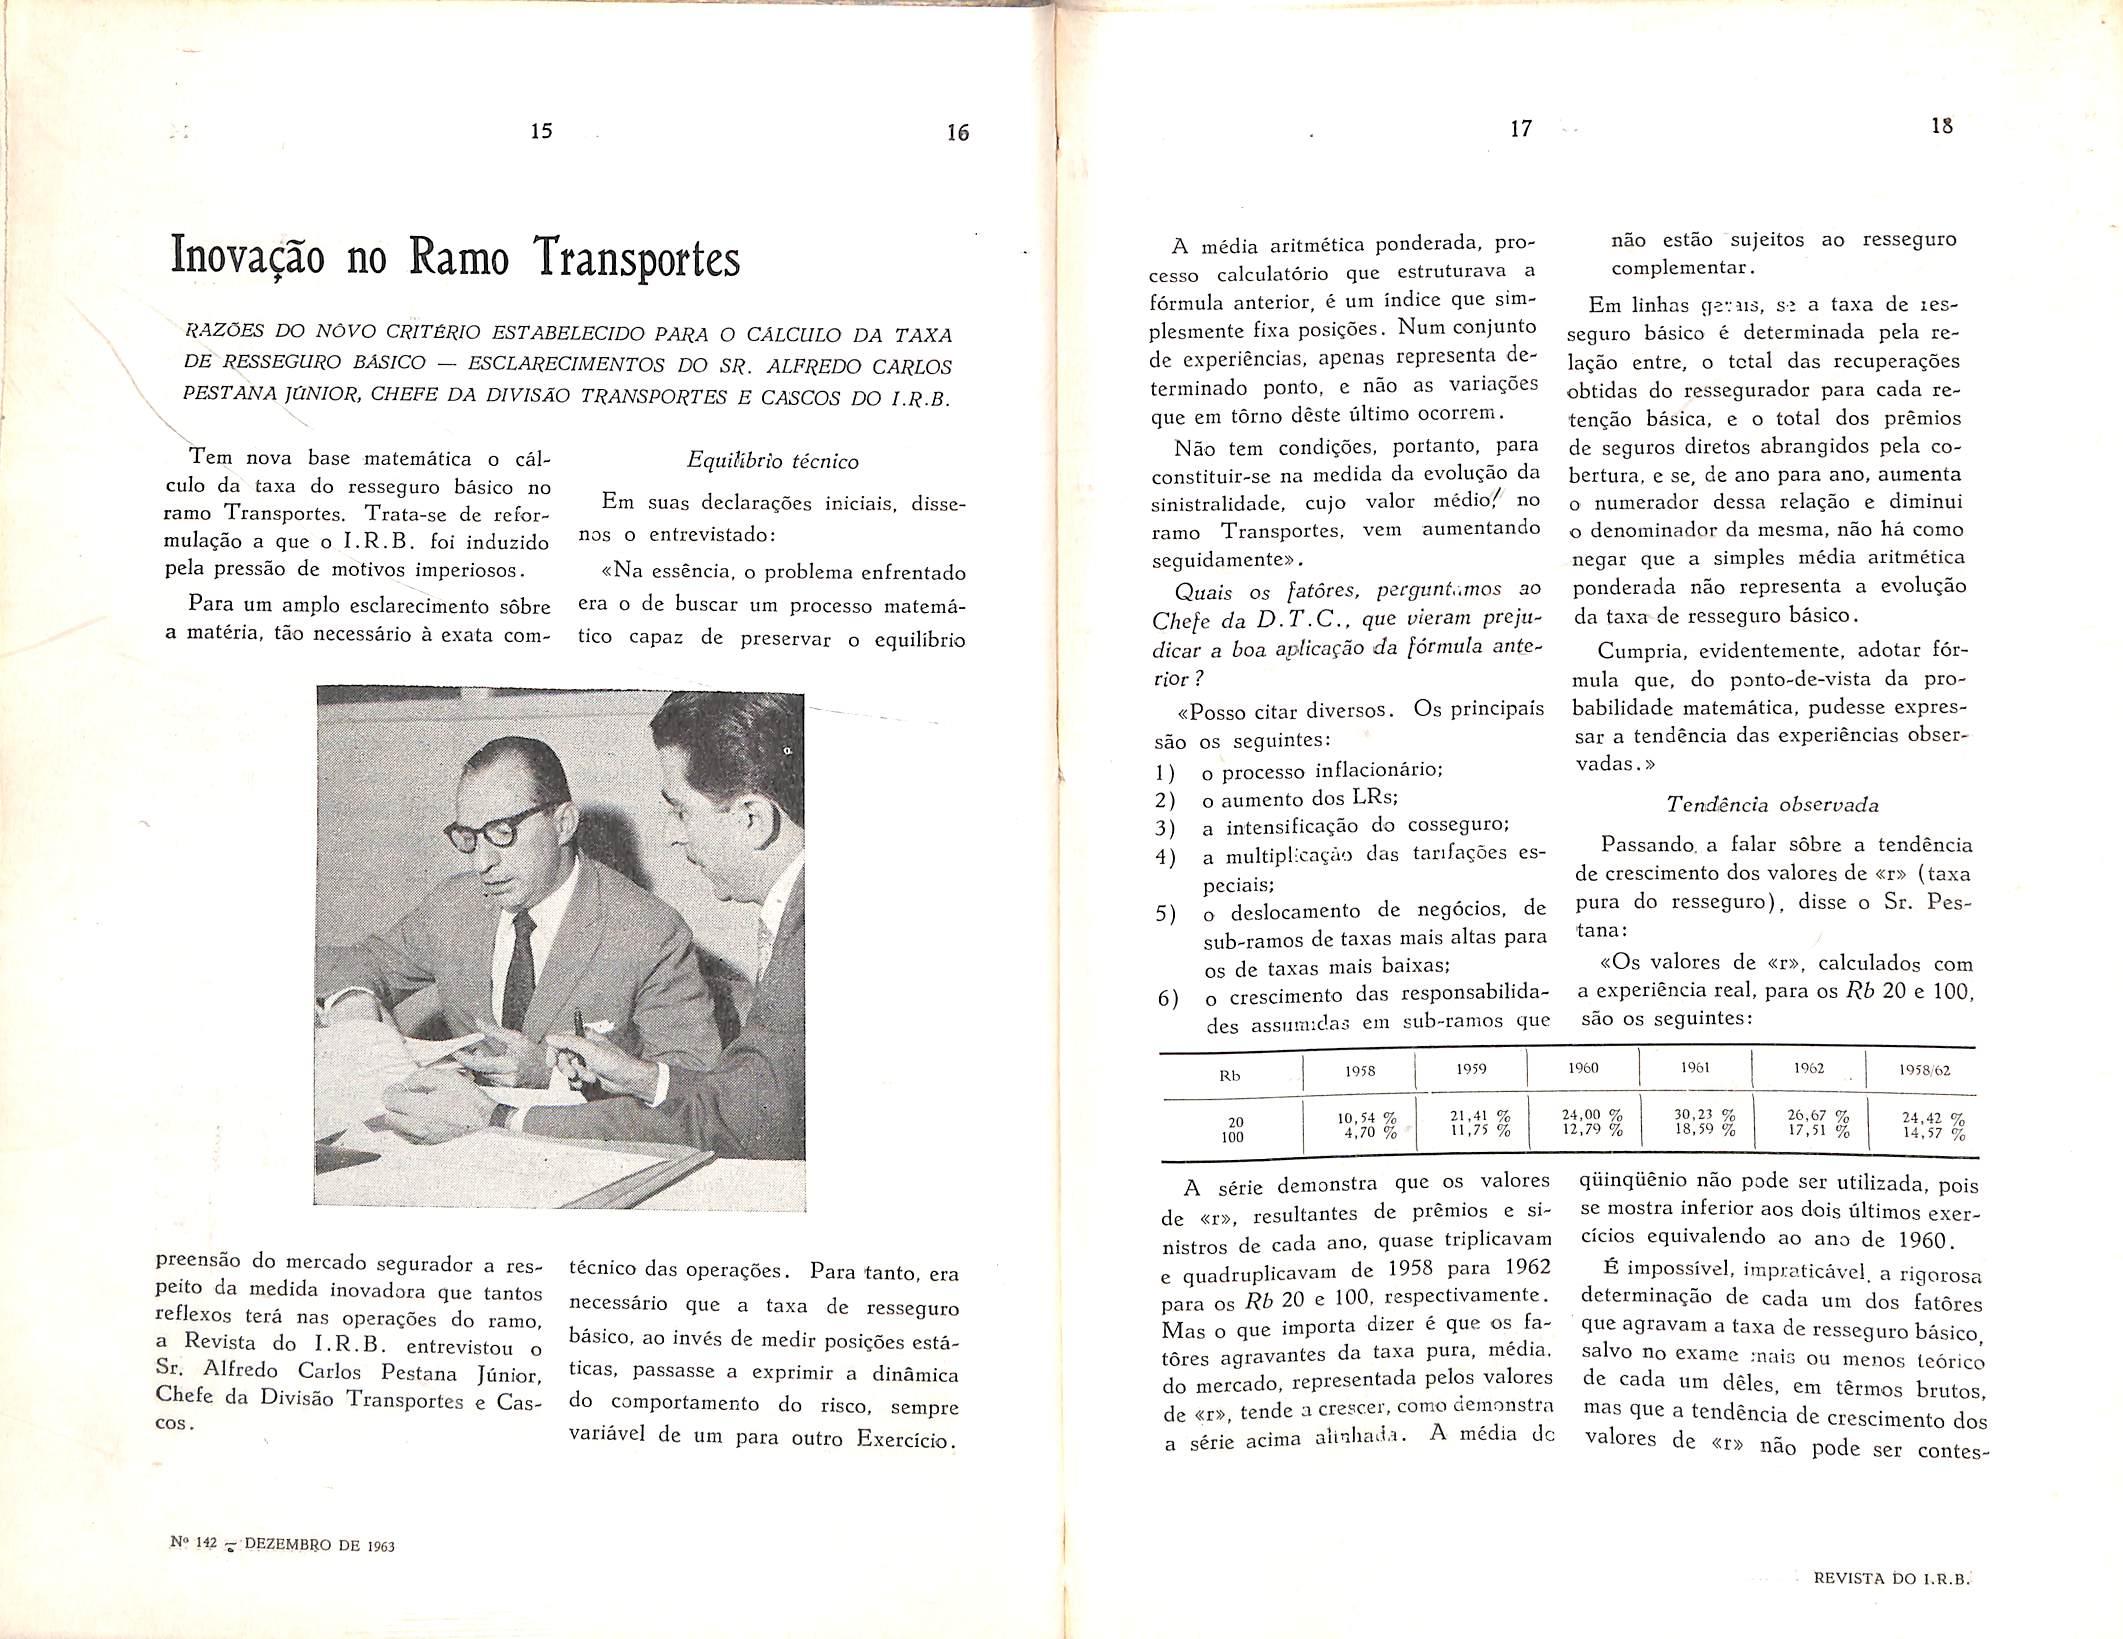 15
16
Inovação no Ramo Transportes
RAZÕES DO NÔVO CRITÉRIO ESTABELECIDO PARA O CÁLCULO DA TAXA
DE RESSEGURO BÁSICO — ESCLARECIMENTOS DO SR. ALFREDO CARLOS
PESTANA JÚNIOR, CHEFE DA DIVISÃO TRANSPORTES E CASCOS DO I.R.B.
Tem nova base matemática o cál-
culo da taxa do resseguro básico no
ramo Transportes. Trata-se de refor-
mulação a que o I.R.B. foi induzido
pela pressão de motivos imperiosos.
Para um amplo esclarecimento sôbre
a matéria, tão necessário à exata com-
preensão do mercado segurador a res-
peito da medida inovadora que tantos
reflexos terá nas operações do ramo,
a Revista do I.R.B. entrevistou o
Sr. Alfredo Carlos Pestana Júnior,
Chefe da Divisão Transportes e Cas-
cos.
Equilíbrio técnico
Em suas declarações iniciais, disse-
nos o entrevistado:
«Na essência, o problema enfrentado
era o de buscar um processo matemá-
tico capaz de preservar o equilíbrio
técnico das operações. Para tanto, era
necessário que a taxa de resseguro
básico, ao invés de medir posições está-
ticas, passasse a exprimir a dinâmica
do comportamento do risco, sempre
variável de um para outro Exercício.
Nº 142 — DEZEMBRO DE 1963
17
18
A média aritmética ponderada, pro-
cesso calculatório que estruturava a
fórmula anterior, é um índice que sim-
plesmente fixa posições. Num conjunto
de experiências, apenas representa de-
terminado ponto, e não as variações
que em tôrno dêste último ocorrem.
Não tem condições, portanto, para
constituir-se na medida da evolução da
sinistralidade, cujo valor médio, no
ramo Transportes, vem aumentando
seguidamente».
Quais os fatôres, perguntamos ao
Chefe da D.T.C., que vieram preju-
dicar a boa aplicação da fórmula ante-
rior?
«Posso citar diversos. Os principais
são os seguintes:
1) o processo inflacionário;
2) o aumento dos LRs;
3) a intensificação do cosseguro;
4) a multiplicação das tarifações es-
peciais;
5) o deslocamento de negócios, de
sub-ramos de taxas mais altas para
os de taxas mais baixas;
6) o crescimento das responsabilida-
des assumidas em sub-ramos que
não estão sujeitos ao resseguro
complementar.
Em linhas gerais, se a taxa de res-
seguro básico é determinada pela re-
lação entre, o total das recuperações
obtidas do ressegurador para cada re-
tenção básica, e o total dos prêmios
de seguros diretos abrangidos pela co-
bertura, e se, de ano para ano, aumenta
o numerador dessa relação e diminui
o denominador da mesma, não há como
negar que a simples média aritmética
ponderada não representa a evolução
da taxa de resseguro básico.
Cumpria, evidentemente, adotar fór-
mula que, do ponto-de-vista da pro-
babilidade matemática, pudesse expres-
sar a tendência das experiências obser-
vadas.»
Tendência observada
Passando a falar sôbre a tendência
de crescimento dos valores de «r» (taxa
pura do resseguro), disse o Sr. Pes-
tana:
«Os valores de «r», calculados com
a experiência real, para os Rb 20 e 100,
são os seguintes:
Rb 1958 1959 1960 1961 1962 1958/62
20 10,54 % 21,41 % 24,00 % 30,23 % 26,67 % 24,42 %
100 4,70 % 11,75 % 12,79 % 18,59 % 17,51 % 14,57 %
A série demonstra que os valores
de «r», resultantes de prêmios e si-
nistros de cada ano, quase triplicavam
e quadruplicavam de 1958 para 1962
para os Rb 20 e 100, respectivamente.
Mas o que importa dizer é que os fa-
tôres agravantes da taxa pura, média,
do mercado, representada pelos valores
de «r», tende a crescer, como demonstra
a série acima alinhada. A média do
qüinqüênio não pode ser utilizada, pois
se mostra inferior aos dois últimos exer-
cícios equivalendo ao ano de 1960.
É impossível, impraticável, a rigorosa
determinação de cada um dos fatôres
que agravam a taxa de resseguro básico,
salvo no exame mais ou menos teórico
de cada um dêles, em têrmos brutos,
mas que a tendência de crescimento dos
valores de «r» não pode ser contes-
REVISTA DO I.R.B.